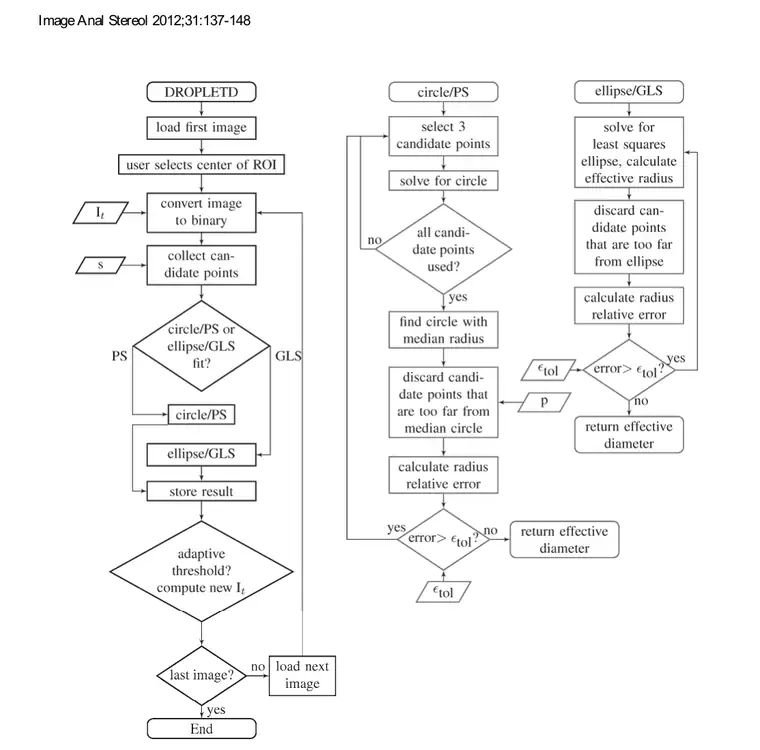 Image Anal Stereol 2012;31:137-148
DROPLETD
load first image
user selects center of ROI
I_t
convert image
to binary
s
collect can-
didate points
circle/PS or
ellipse/GLS
fit?
PS
GLS
circle/PS
ellipse/GLS
store result
adaptive
threshold?
compute new I_t
last image?
no
load next
image
yes
End
circle/PS
select 3
candidate points
solve for circle
no
all candi-
date points
used?
yes
find circle with
median radius
discard candi-
date points that
are too far from
median circle
p
calculate radius
relative error
yes
error> ϵ_tol?
no
return effective
diameter
ϵ_tol
ellipse/GLS
solve for
least squares
ellipse, calculate
effective radius
discard can-
didate points
that are too far
from ellipse
calculate radius
relative error
ϵ_tol
error> ϵ_tol?
yes
no
return effective
diameter